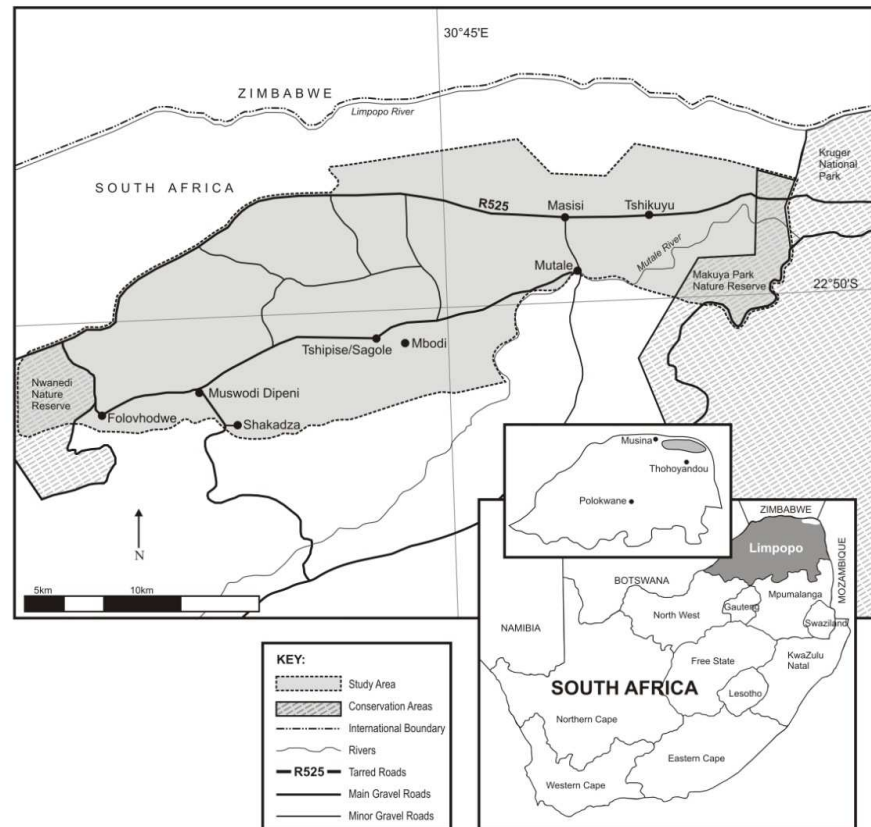 30°45'E
ZIMBABWE
Limpopo River
Kruger
National
Park
SOUTH AFRICA
R525
Masisi
Tshikuyu
Mutale River
Mutale
Makuya Park
Nature Reserve
22°50'S
Tshipise/Sagole
Mbodi
Nwanedi
Nature
Reserve
Muswodi Dipeni
Folovhodwe
Shakadza
N
5km
10km
Musina
Thohoyandou
Polokwane
ZIMBABWE
Limpopo
MOZAMBIQUE
BOTSWANA
Mpumalanga
North West
Gauteng
Swaziland
NAMIBIA
Free State
KwaZulu
Natal
SOUTH AFRICA
Lesotho
Northern Cape
Eastern Cape
Western Cape
KEY:
Study Area
Conservation Areas
International Boundary
Rivers
R525 Tarred Roads
Main Gravel Roads
Minor Gravel Roads